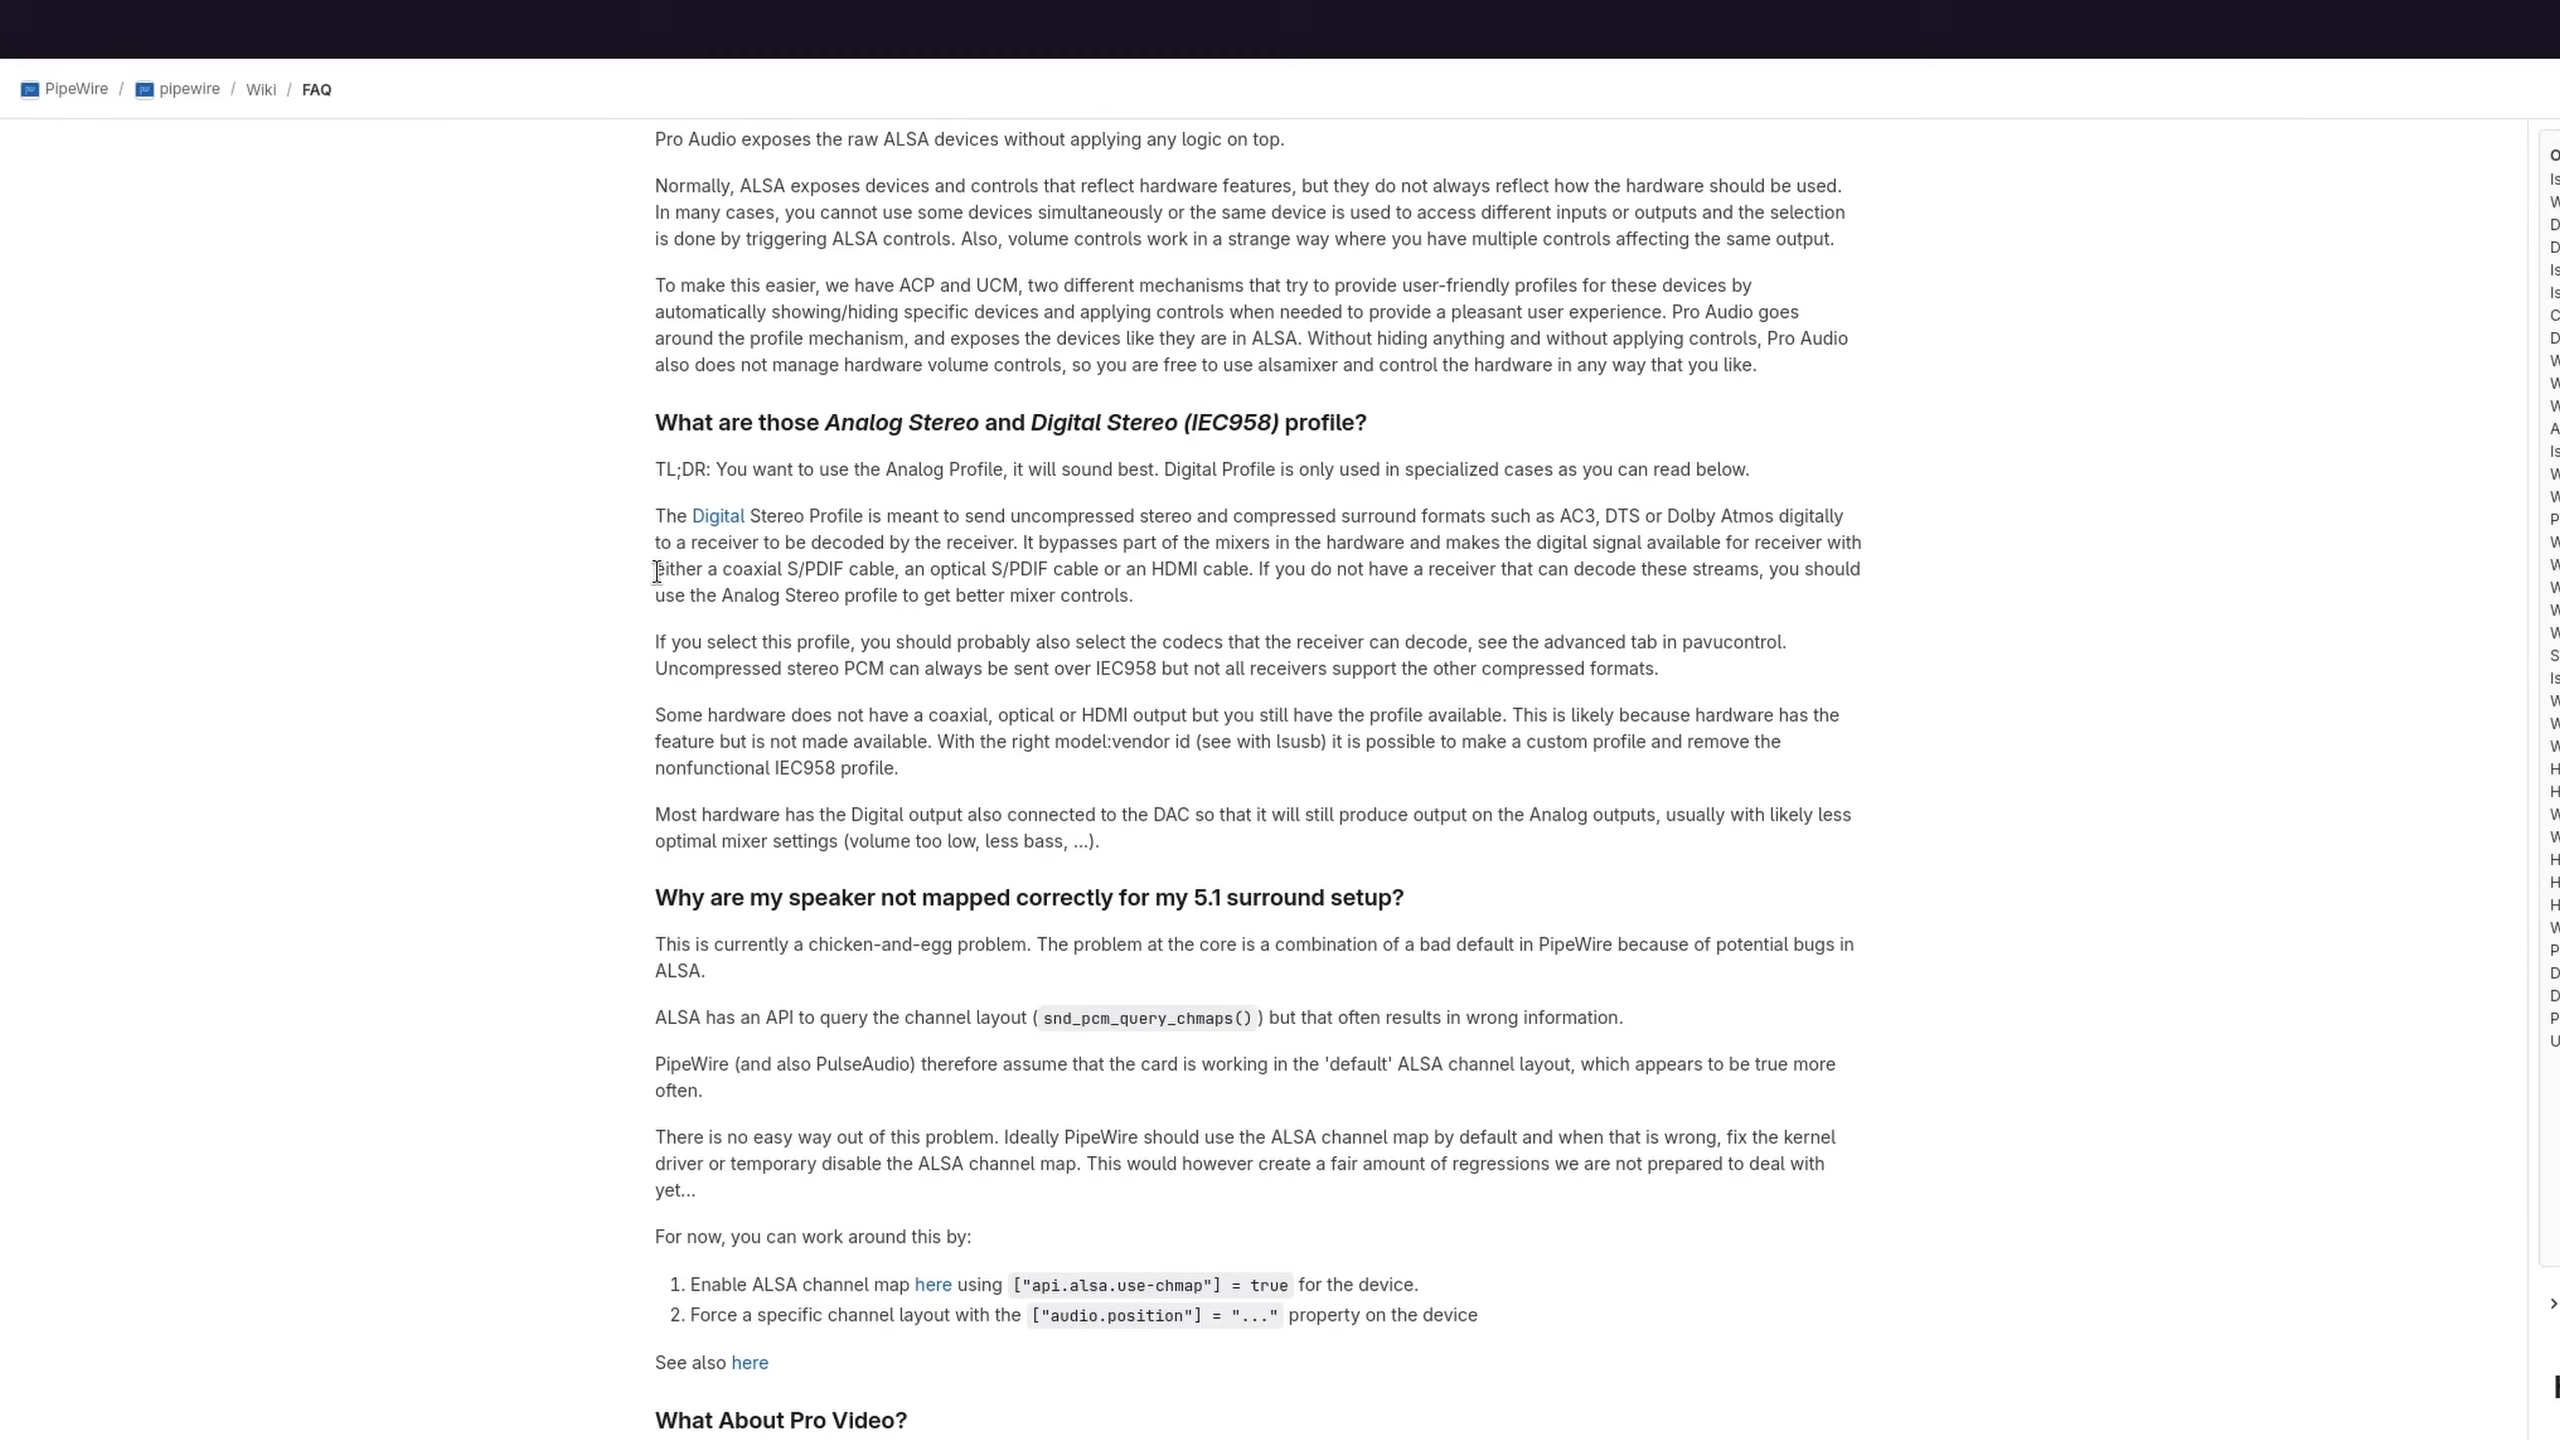 PipeWire / pipewire / Wiki / FAQ
Pro Audio exposes the raw ALSA devices without applying any logic on top.
Normally, ALSA exposes devices and controls that reflect hardware features, but they do not always reflect how the hardware should be used.
In many cases, you cannot use some devices simultaneously or the same device is used to access different inputs or outputs and the selection
is done by triggering ALSA controls. Also, volume controls work in a strange way where you have multiple controls affecting the same output.
To make this easier, we have ACP and UCM, two different mechanisms that try to provide user-friendly profiles for these devices by
automatically showing/hiding specific devices and applying controls when needed to provide a pleasant user experience. Pro Audio goes
around the profile mechanism, and exposes the devices like they are in ALSA. Without hiding anything and without applying controls, Pro Audio
also does not manage hardware volume controls, so you are free to use alsamixer and control the hardware in any way that you like.
What are those Analog Stereo and Digital Stereo (IEC958) profile?
TL;DR: You want to use the Analog Profile, it will sound best. Digital Profile is only used in specialized cases as you can read below.
The Digital Stereo Profile is meant to send uncompressed stereo and compressed surround formats such as AC3, DTS or Dolby Atmos digitally
to a receiver to be decoded by the receiver. It bypasses part of the mixers in the hardware and makes the digital signal available for receiver with
either a coaxial S/PDIF cable, an optical S/PDIF cable or an HDMI cable. If you do not have a receiver that can decode these streams, you should
use the Analog Stereo profile to get better mixer controls.
If you select this profile, you should probably also select the codecs that the receiver can decode, see the advanced tab in pavucontrol.
Uncompressed stereo PCM can always be sent over IEC958 but not all receivers support the other compressed formats.
Some hardware does not have a coaxial, optical or HDMI output but you still have the profile available. This is likely because hardware has the
feature but is not made available. With the right model:vendor id (see with lsusb) it is possible to make a custom profile and remove the
nonfunctional IEC958 profile.
Most hardware has the Digital output also connected to the DAC so that it will still produce output on the Analog outputs, usually with likely less
optimal mixer settings (volume too low, less bass, ...).
Why are my speaker not mapped correctly for my 5.1 surround setup?
This is currently a chicken-and-egg problem. The problem at the core is a combination of a bad default in PipeWire because of potential bugs in
ALSA.
ALSA has an API to query the channel layout (snd_pcm_query_chmaps()) but that often results in wrong information.
PipeWire (and also PulseAudio) therefore assume that the card is working in the 'default' ALSA channel layout, which appears to be true more
often.
There is no easy way out of this problem. Ideally PipeWire should use the ALSA channel map by default and when that is wrong, fix the kernel
driver or temporary disable the ALSA channel map. This would however create a fair amount of regressions we are not prepared to deal with
yet...
For now, you can work around this by:
1. Enable ALSA channel map here using ["api.alsa.use-chmap"] = true for the device.
2. Force a specific channel layout with the ["audio.position"] = "..." property on the device
See also here
What About Pro Video?